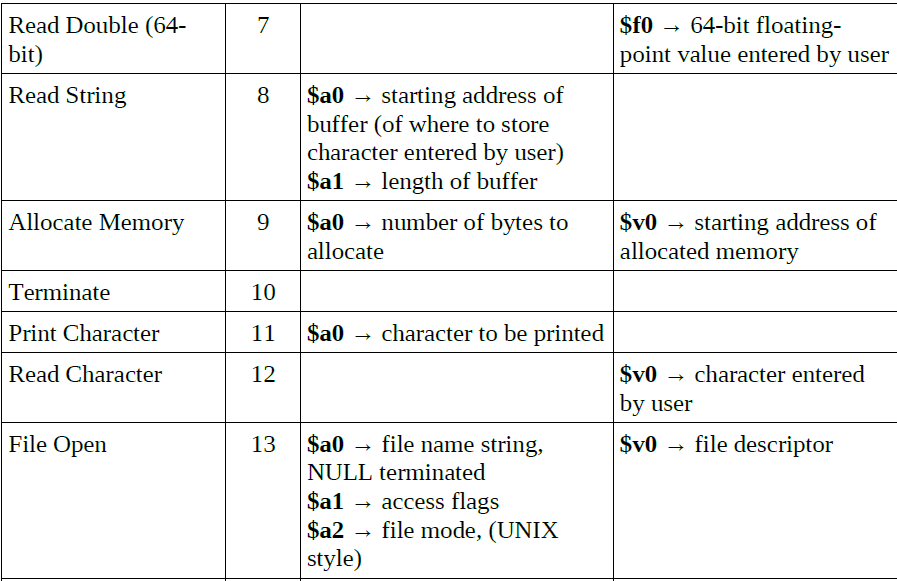 Read Double (64-
bit)
7
$f0 → 64-bit floating-
point value entered by user
Read String
8
$a0 → starting address of
buffer (of where to store
character entered by user)
$a1 → length of buffer
Allocate Memory
9
$a0 → number of bytes to
allocate
$v0 → starting address of
allocated memory
Terminate
10
Print Character
11
$a0 → character to be printed
Read Character
12
$v0 → character entered
by user
File Open
13
$a0 → file name string,
NULL terminated
$a1 → access flags
$a2 → file mode, (UNIX
style)
$v0 → file descriptor